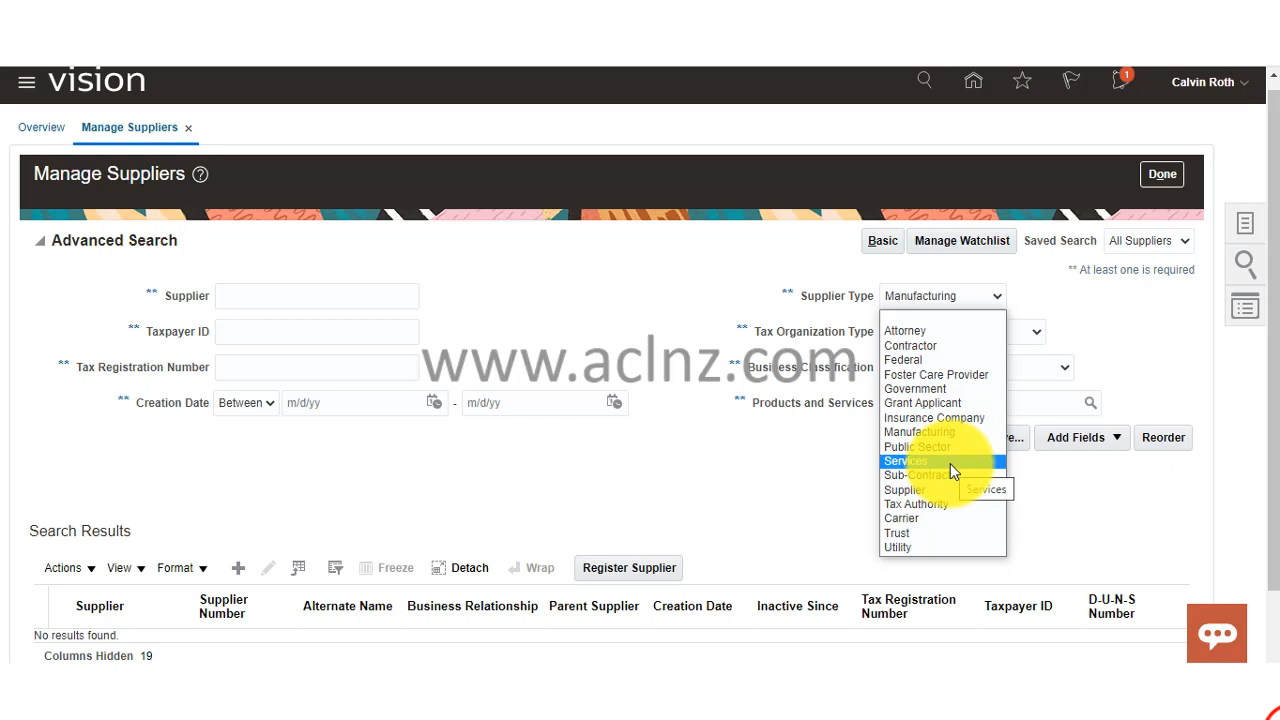 vision
1
Calvin Roth
Overview
Manage Suppliers ×
Manage Suppliers ?
Done
Advanced Search
Basic
Manage Watchlist
Saved Search
All Suppliers
** At least one is required
** Supplier
** Supplier Type
Manufacturing
** Taxpayer ID
** Tax Organization Type
** Tax Registration Number
** Business Classification
** Creation Date
Between
m/d/yy
-
m/d/yy
** Products and Services
Attorney
Contractor
Federal
Foster Care Provider
Government
Grant Applicant
Insurance Company
Manufacturing
Public Sector
Services
Sub-Contrac
Supplier
Tax Authority
Carrier
Trust
Utility
Services
www.aclnz.com
e...
Add Fields
Reorder
Search Results
Actions
View
Format
Freeze
Detach
Wrap
Register Supplier
Supplier
Supplier Number
Alternate Name
Business Relationship
Parent Supplier
Creation Date
Inactive Since
Tax Registration Number
Taxpayer ID
D-U-N-S Number
No results found.
Columns Hidden 19